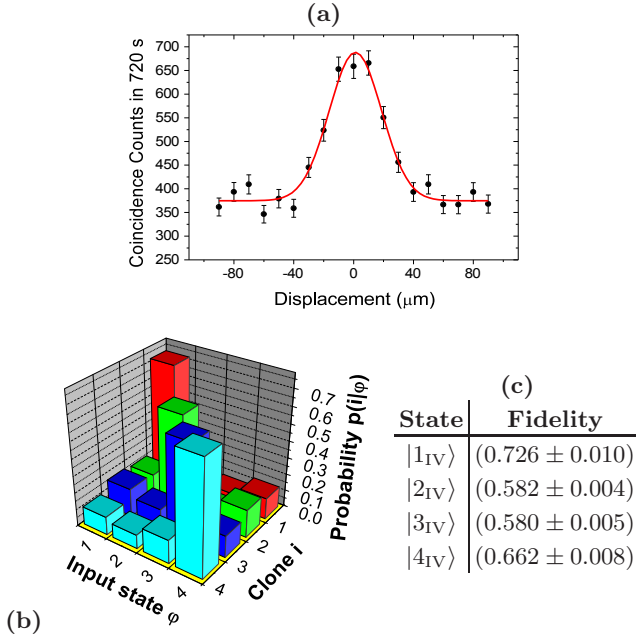 (a)
Coincidence Counts in 720 s
700
650
600
550
500
450
400
350
300
250
-80 -40 0 40 80
Displacement (μm)
(b)
Probability p(i|φ)
0.7
0.6
0.5
0.4
0.3
0.2
0.1
0.0
1 2 3 4
Input state φ
4 3 2 1
Clone i
(c)
State Fidelity
|1IV⟩ (0.726 ± 0.010)
|2IV⟩ (0.582 ± 0.004)
|3IV⟩ (0.580 ± 0.005)
|4IV⟩ (0.662 ± 0.008)